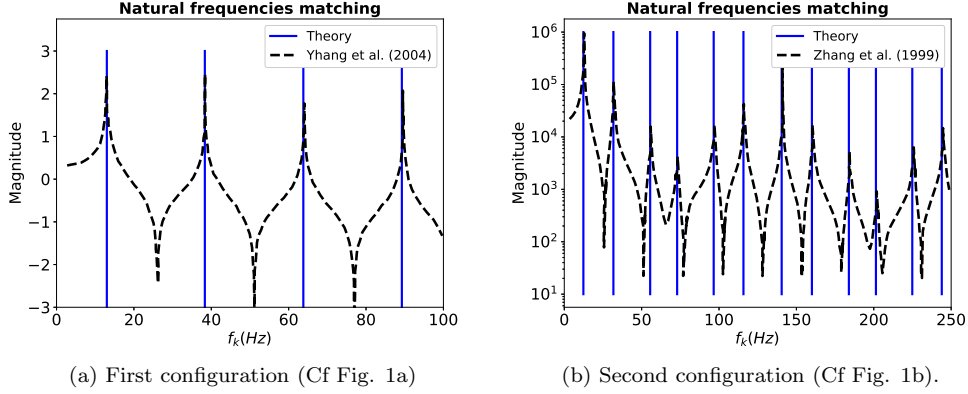 Natural frequencies matching
Theory
Yhang et al. (2004)
3
2
1
0
−1
−2
−3
Magnitude
0 20 40 60 80 100
f_k(Hz)
(a) First configuration (Cf Fig. 1a)
Natural frequencies matching
Theory
Zhang et al. (1999)
10^6
10^5
10^4
10^3
10^2
10^1
Magnitude
0 50 100 150 200 250
f_k(Hz)
(b) Second configuration (Cf Fig. 1b).